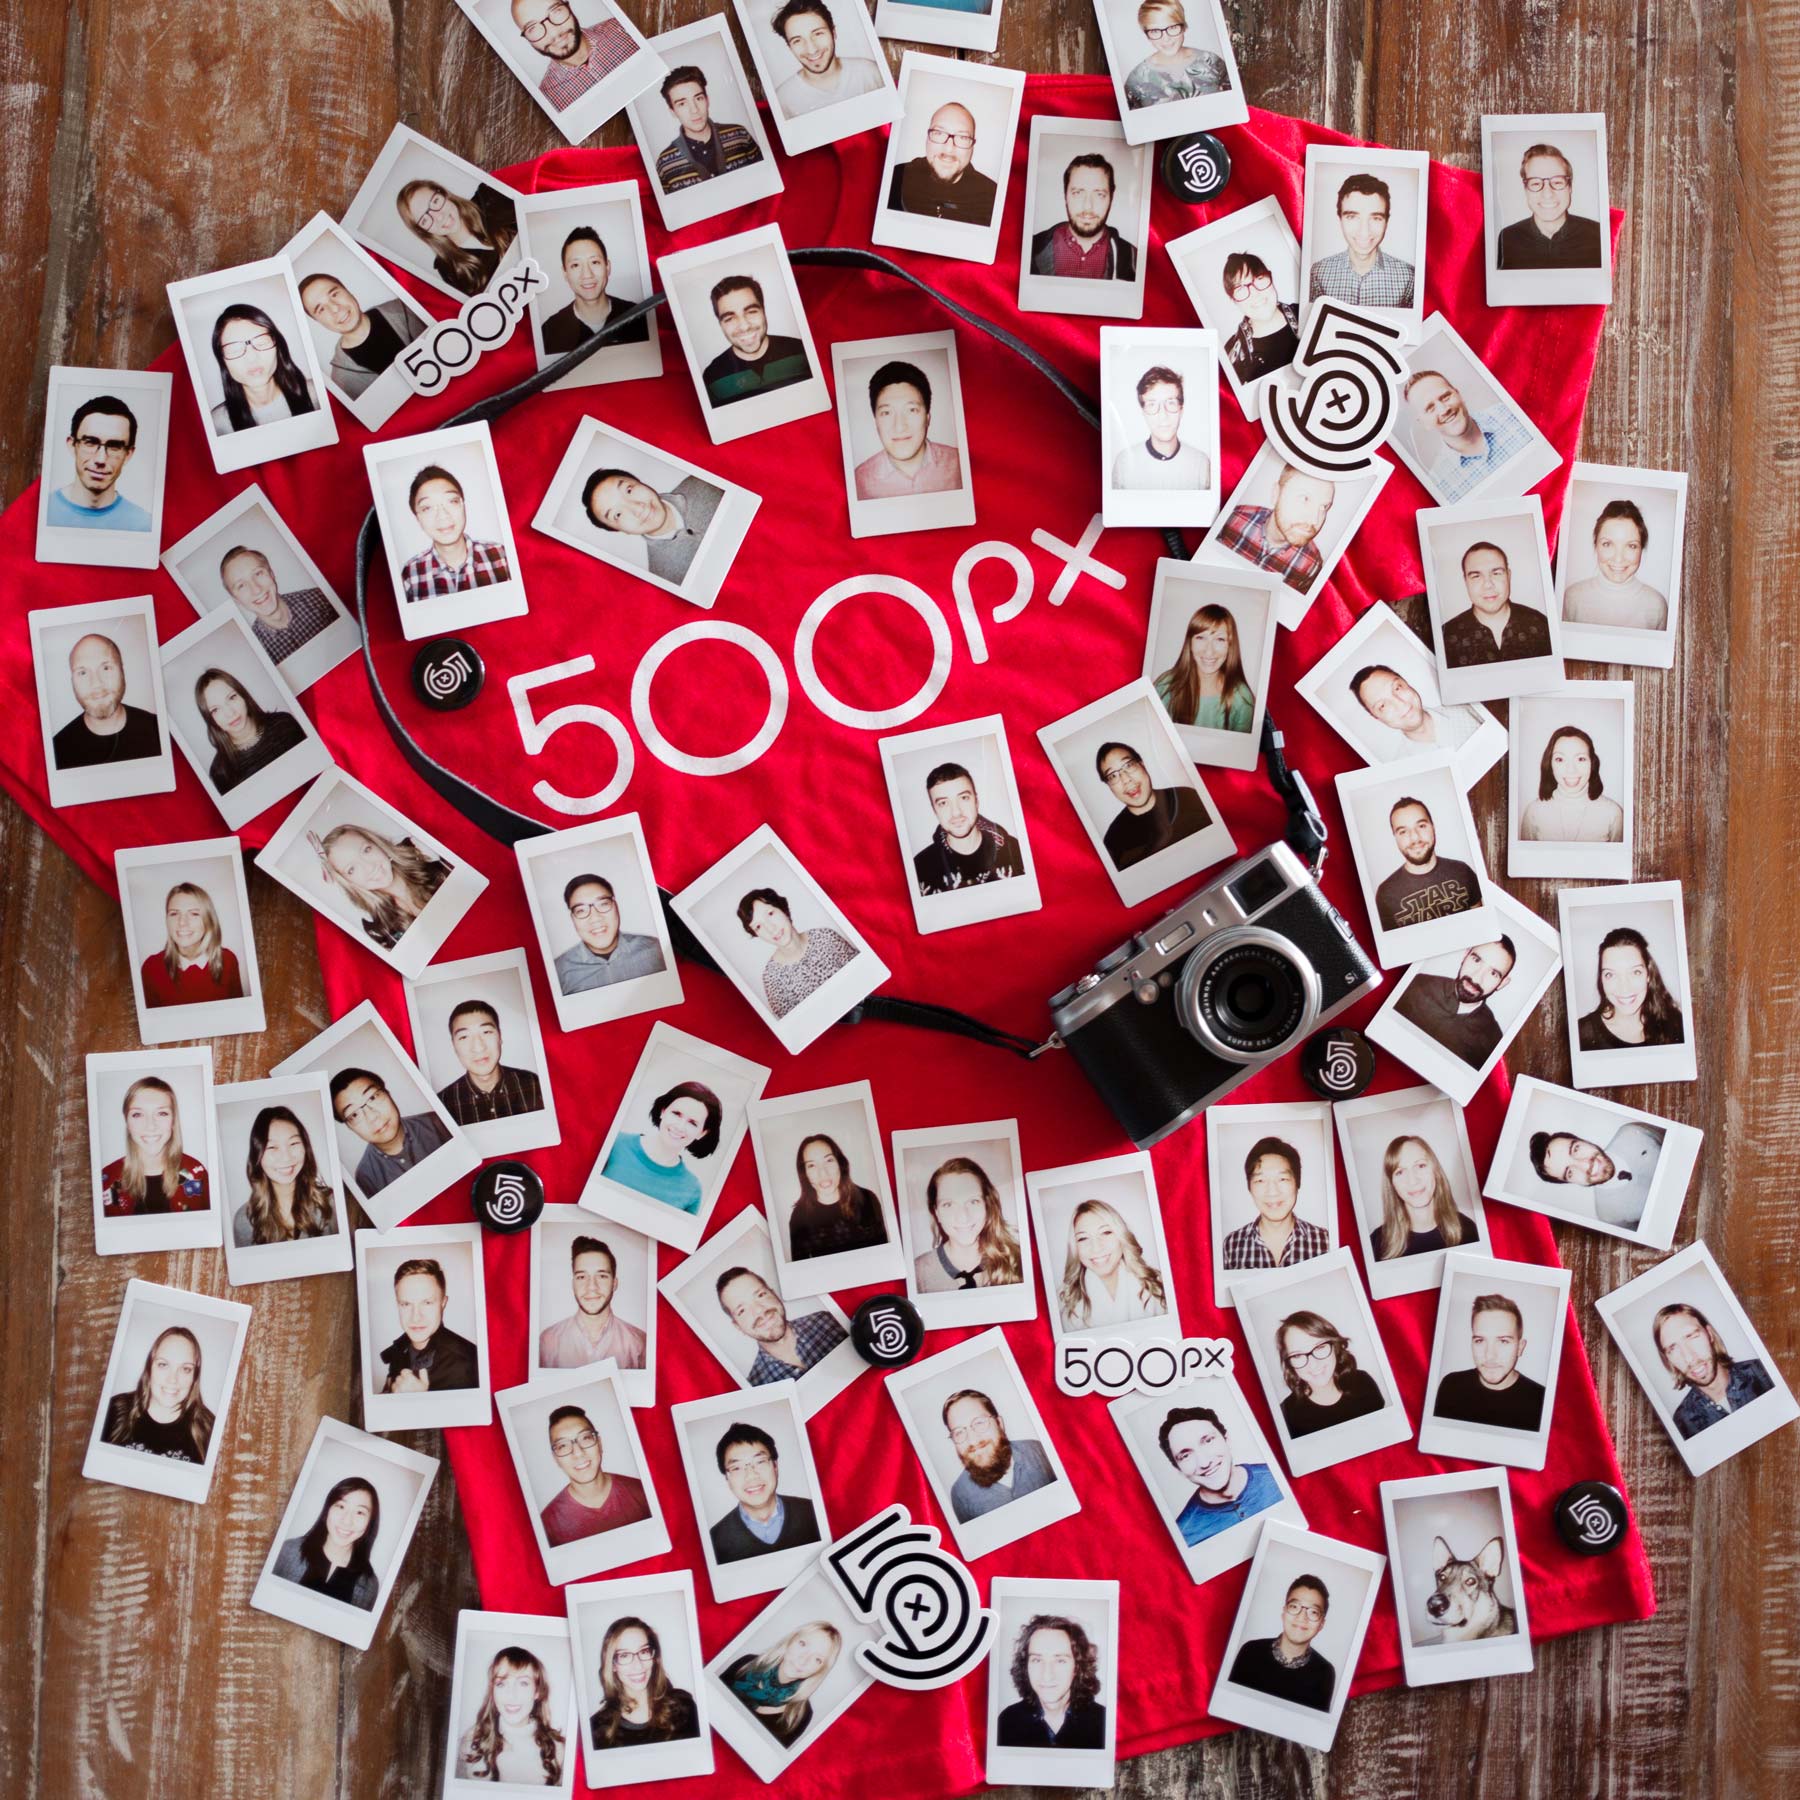 500px
500px
STAR
WARS
S
FUJINON ASPHERICAL LENS
SUPER EBC
500px